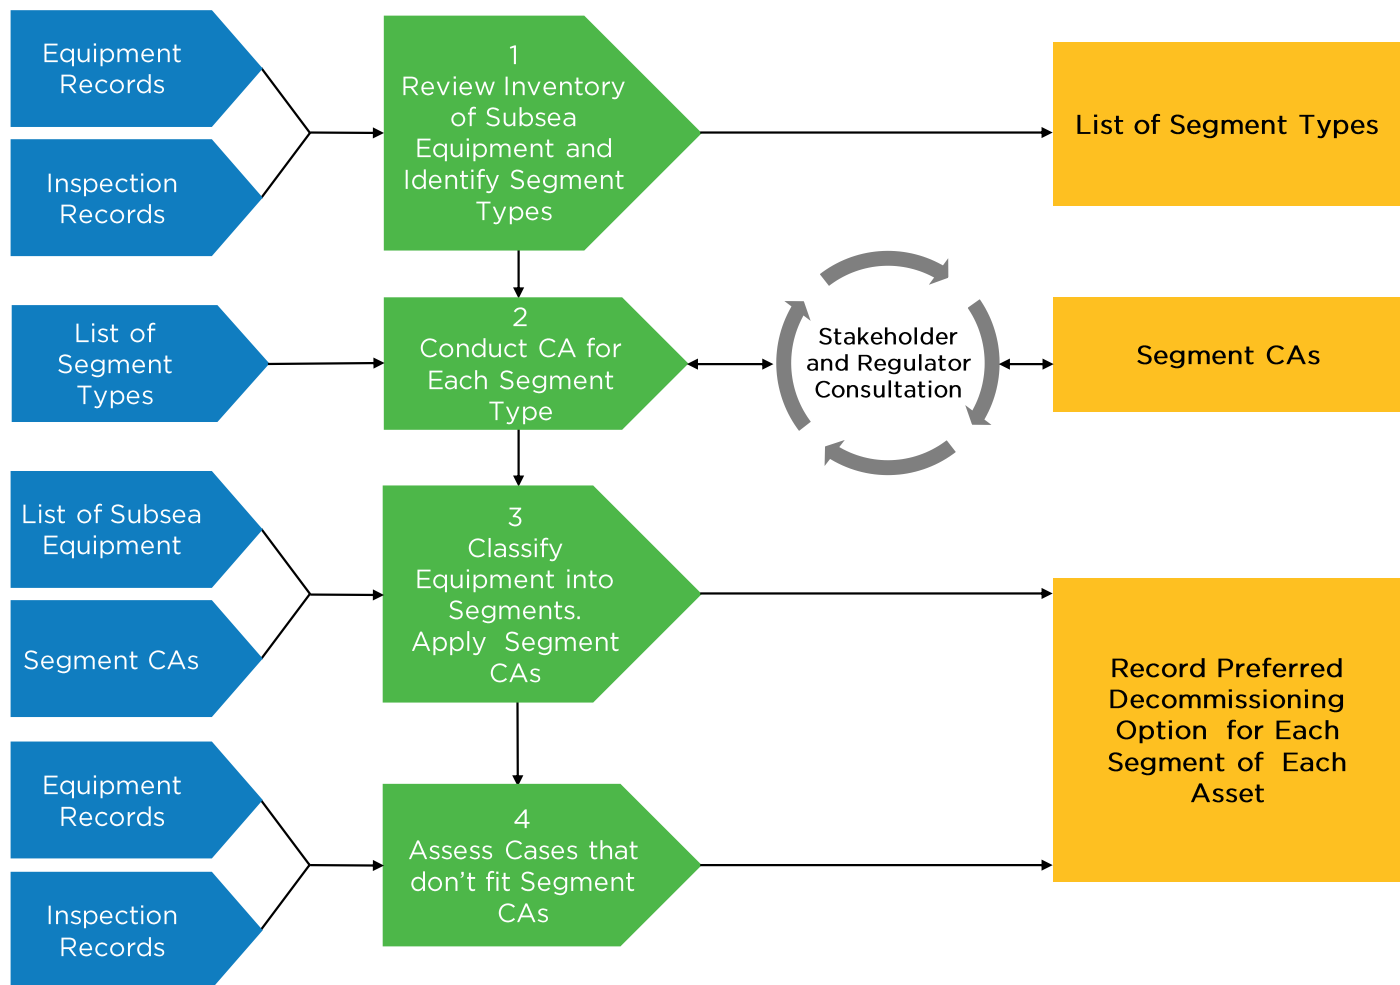 Equipment
Records
Inspection
Records
1
Review Inventory
of Subsea
Equipment and
Identify Segment
Types
List of Segment Types
List of
Segment
Types
2
Conduct CA for
Each Segment
Type
Stakeholder
and Regulator
Consultation
Segment CAs
List of Subsea
Equipment
Segment CAs
3
Classify
Equipment into
Segments.
Apply Segment
CAs
Record Preferred
Decommissioning
Option for Each
Segment of Each
Asset
Equipment
Records
Inspection
Records
4
Assess Cases that
don’t fit Segment
CAs